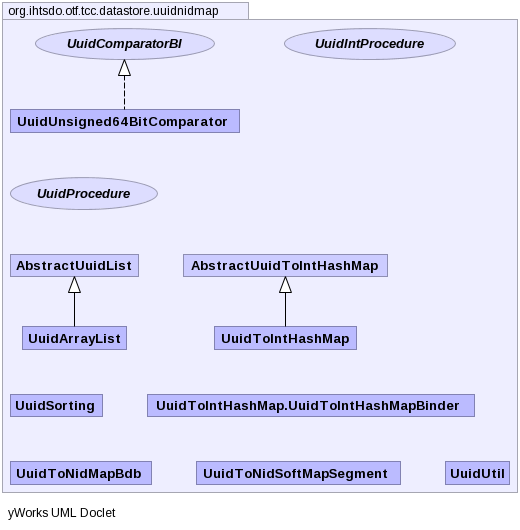 org.ihtsdo.otf.tcc.datastore.uuidnidmap
UuidComparatorBI
UuidIntProcedure
UuidUnsigned64BitComparator
UuidProcedure
AbstractUuidList
AbstractUuidToIntHashMap
UuidArrayList
UuidToIntHashMap
UuidSorting
UuidToIntHashMap.UuidToIntHashMapBinder
UuidToNidMapBdb
UuidToNidSoftMapSegment
UuidUtil
yWorks UML Doclet